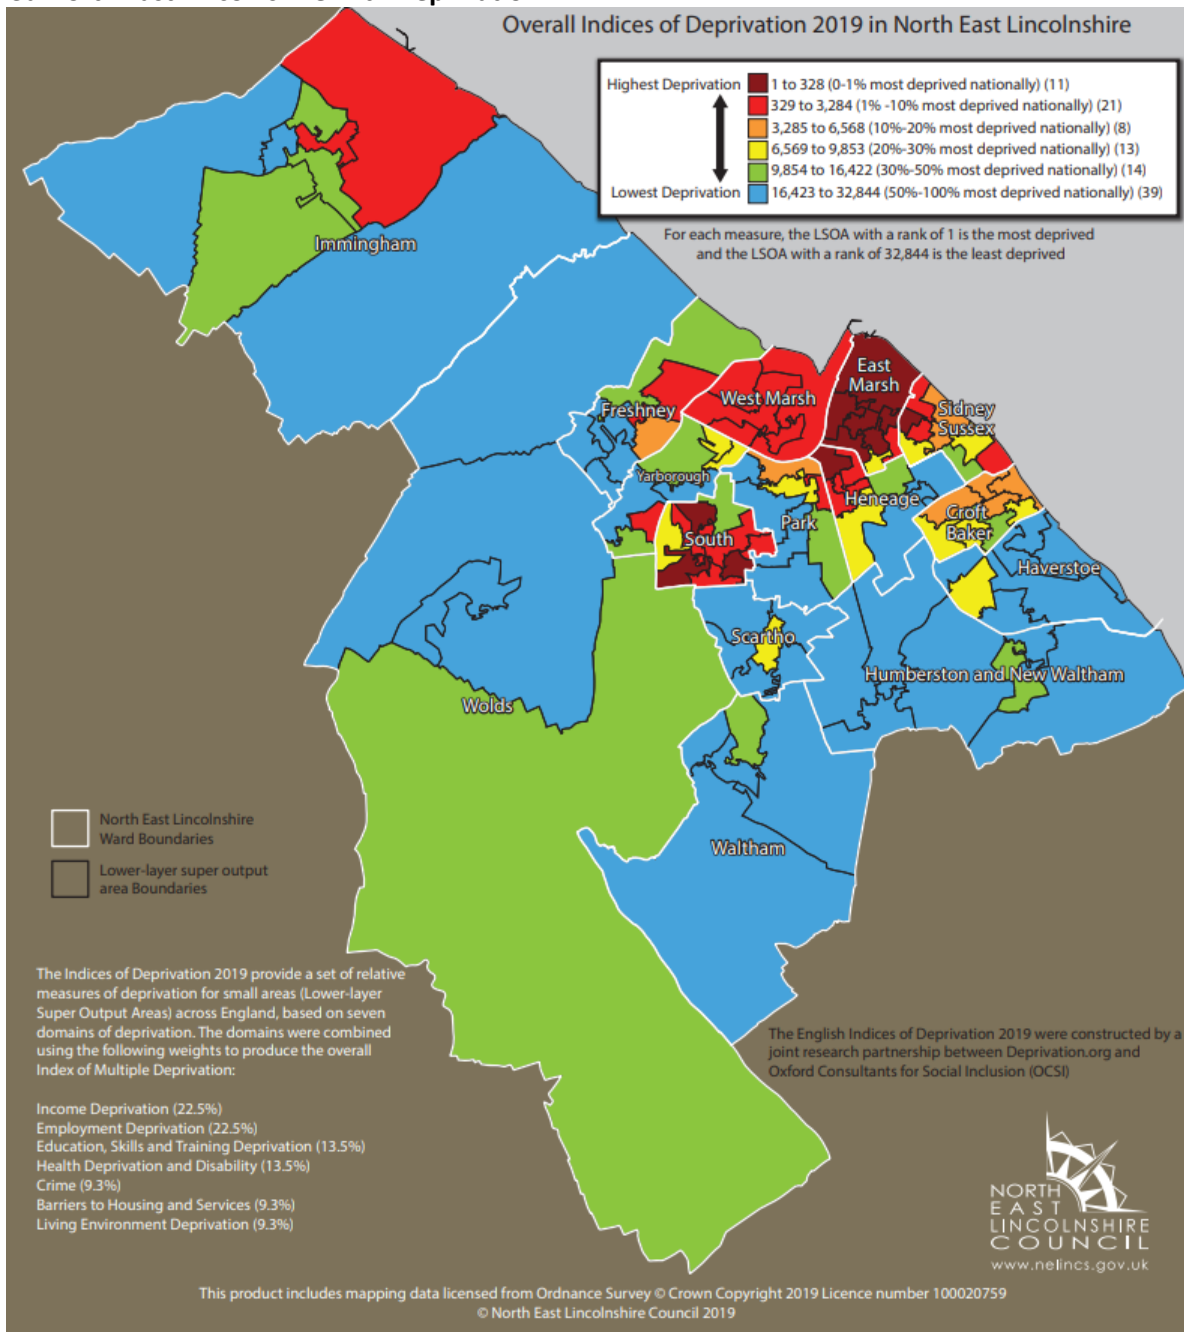 Overall Indices of Deprivation 2019 in North East Lincolnshire
Highest Deprivation
1 to 328 (0-1% most deprived nationally) (11)
329 to 3,284 (1% -10% most deprived nationally) (21)
3,285 to 6,568 (10%-20% most deprived nationally) (8)
6,569 to 9,853 (20%-30% most deprived nationally) (13)
9,854 to 16,422 (30%-50% most deprived nationally) (14)
Lowest Deprivation
16,423 to 32,844 (50%-100% most deprived nationally) (39)
For each measure, the LSOA with a rank of 1 is the most deprived
and the LSOA with a rank of 32,844 is the least deprived
Immingham
East
Marsh
West Marsh
Freshney
Sidney
Sussex
Yarborough
Heneage
Park
Croft
Baker
South
Haverstoe
Scartho
Humberston and New Waltham
Wolds
Waltham
North East Lincolnshire
Ward Boundaries
Lower-layer super output
area Boundaries
The Indices of Deprivation 2019 provide a set of relative
measures of deprivation for small areas (Lower-layer
Super Output Areas) across England, based on seven
domains of deprivation. The domains were combined
using the following weights to produce the overall
Index of Multiple Deprivation:
Income Deprivation (22.5%)
Employment Deprivation (22.5%)
Education, Skills and Training Deprivation (13.5%)
Health Deprivation and Disability (13.5%)
Crime (9.3%)
Barriers to Housing and Services (9.3%)
Living Environment Deprivation (9.3%)
The English Indices of Deprivation 2019 were constructed by a
joint research partnership between Deprivation.org and
Oxford Consultants for Social Inclusion (OCSI)
NORTH
EAST
LINCOLNSHIRE
COUNCIL
www.nelincs.gov.uk
This product includes mapping data licensed from Ordnance Survey © Crown Copyright 2019 Licence number 100020759
© North East Lincolnshire Council 2019